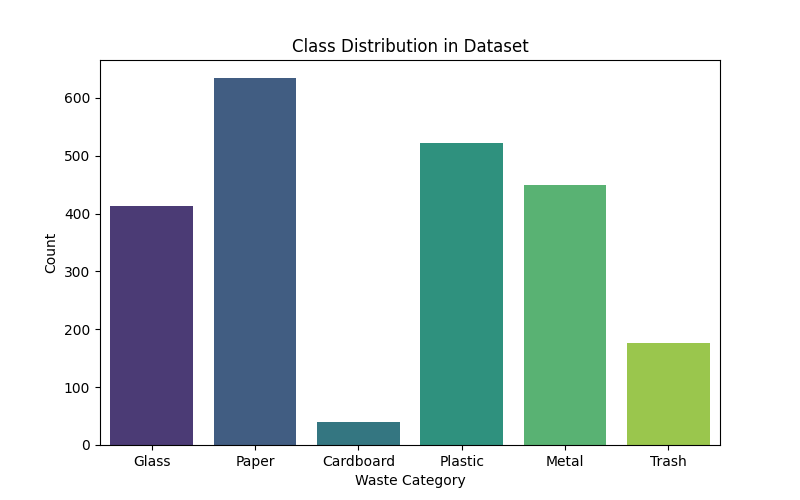 Class Distribution in Dataset
600
500
400
300
200
100
0
Count
Glass Paper Cardboard Plastic Metal Trash
Waste Category